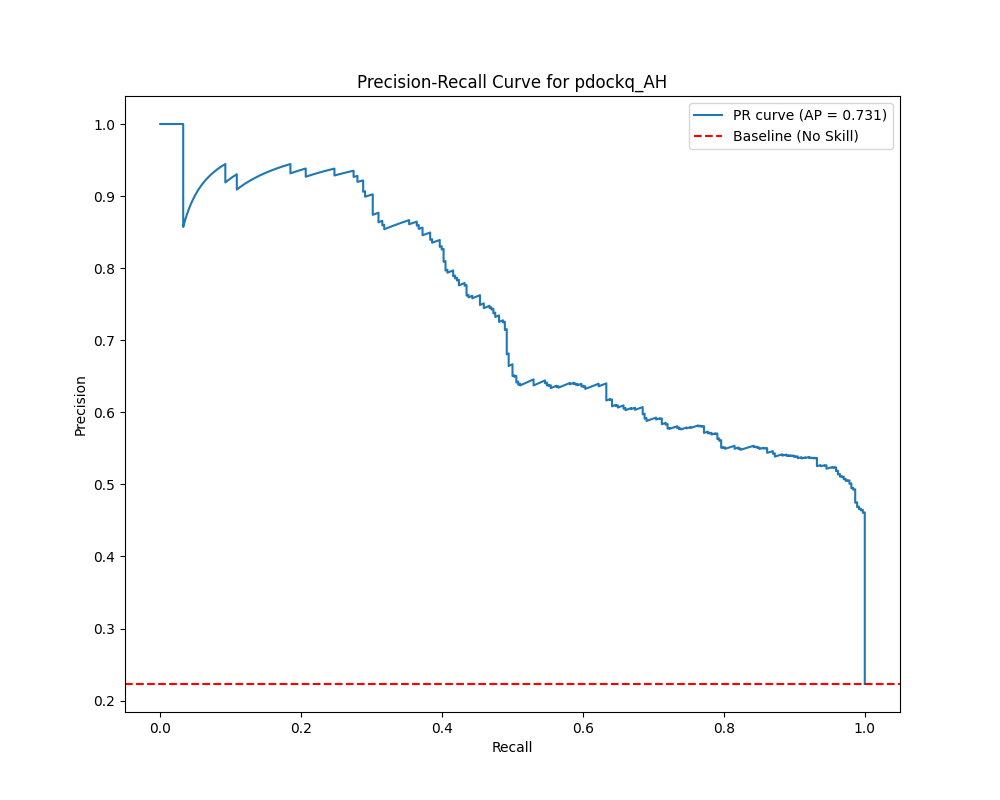 Precision-Recall Curve for pdockq_AH
PR curve (AP = 0.731)
Baseline (No Skill)
Precision
1.0
0.9
0.8
0.7
0.6
0.5
0.4
0.3
0.2
0.0 0.2 0.4 0.6 0.8 1.0
Recall